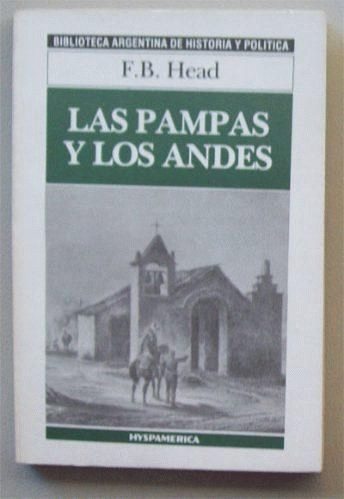 BIBLIOTECA ARGENTINA DE HISTORIA Y POLITICA
F.B. Head
LAS PAMPAS
Y LOS ANDES
HYSPAMERICA